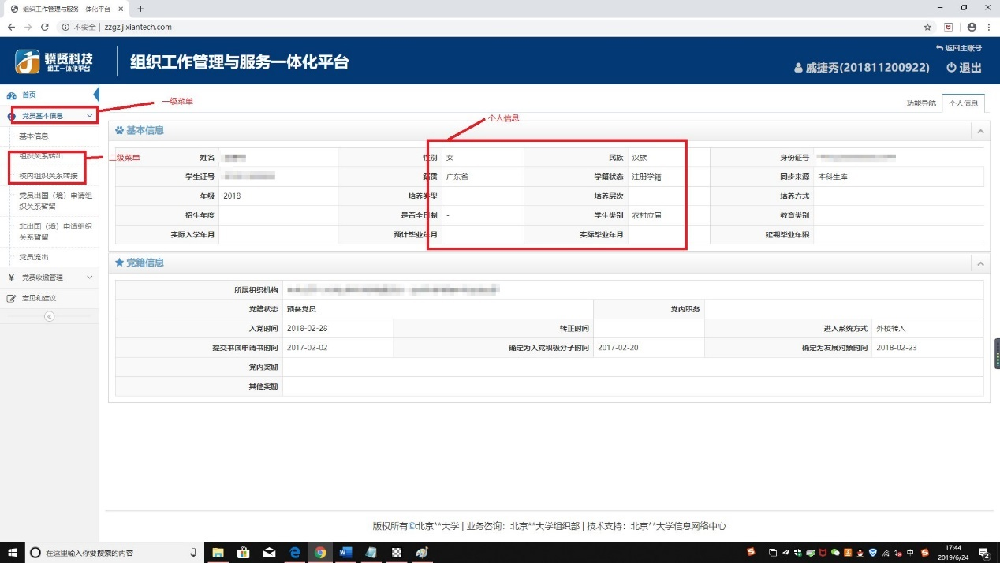 组织工作管理与服务一体化平台
不安全 | zzgz.jixiantech.com
骥贤科技
组工一体化平台
组织工作管理与服务一体化平台
返回主账号
戚捷秀(201811200922)
退出
首页
一级菜单
党员基本信息
功能导航
个人信息
个人信息
基本信息
基本信息
组织关系转出
二级菜单
校内组织关系转接
党员出国（境）申请组
织关系暂留
非出国（境）申请组织
关系暂留
党员流出
党费收缴管理
意见和建议
姓名 性别 女 民族 汉族 身份证号
学生证号 籍贯 广东省 学籍状态 注册学籍 同步来源 本科生库
年级 2018 培养类型 培养层次 培养方式
招生年度 是否全日制 - 学生类别 农村应届 教育类别
实际入学年月 预计毕业年月 实际毕业年月 延期毕业年限
党籍信息
所属组织机构
党籍状态 预备党员 党内职务
入党时间 2018-02-28 转正时间 进入系统方式 外校转入
提交书面申请书时间 2017-02-02 确定为入党积极分子时间 2017-02-20 确定为发展对象时间 2018-02-23
党内奖励
其他奖励
版权所有©北京**大学 | 业务咨询：北京**大学组织部 | 技术支持：北京**大学信息网络中心
在这里输入你要搜索的内容
中
17:44
2019/6/24
2